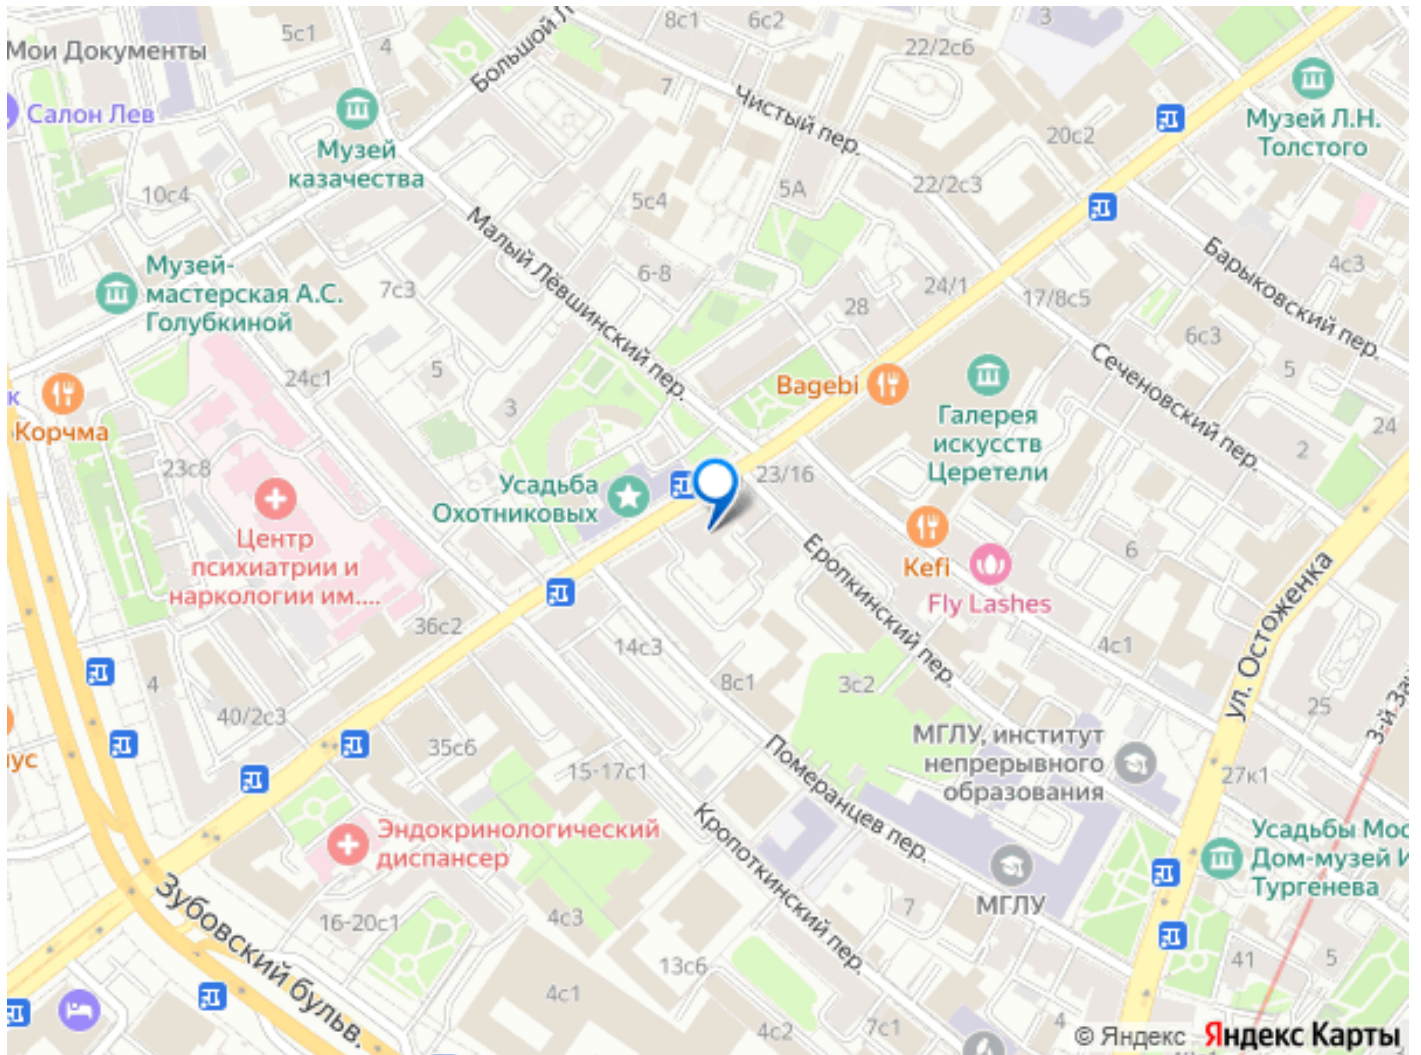 5с1
8с1
6с2
3
Мои Документы
4
22/2с6
Большой Л
7
Салон Лев
Чистый пер.
Музей Л.Н.
Толстого
20с2
Музей
казачества
10с4
5с4
5А
22/2с3
Малый Лёвшинский пер.
Барыковский пер.
Музей-
мастерская А.С.
Голубкиной
7с3
6-8
28
24/1
17/8с5
4с3
6с3
Сеченовский пер.
5
24с1
5
3
Bagebi
Галерея
искусств
Церетели
к
Корчма
24
2
23с8
Усадьба
Охотниковых
23/16
Центр
психиатрии и
наркологии им....
Еропкинский пер.
Kefi
6
Fly Lashes
ул. Остоженка
36с2
14с3
4с1
8с1
3с2
4
40/2с3
25
3-й За
ус
35с6
15-17с1
МГЛУ, институт
непрерывного
образования
27к1
Померанцев пер.
Эндокринологический
диспансер
Кропоткинский пер.
Усадьбы Мос
Дом-музей И
Тургенева
МГЛУ
7
Зубовский бульв.
16-20с1
4с3
13с6
41
5
4с1
4с2
7с1
4
© Яндекс Яндекс Карты